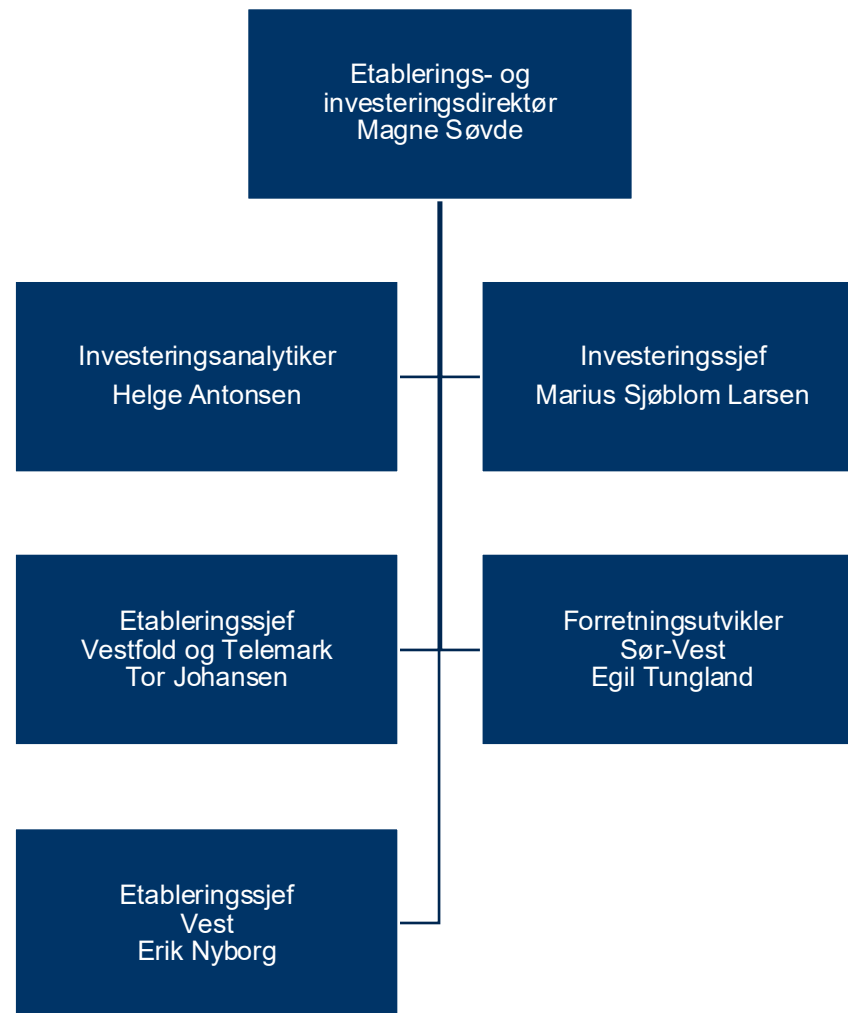 Etablerings- og
investeringsdirektør
Magne Søvde
Investeringsanalytiker
Helge Antonsen
Investeringssjef
Marius Sjøblom Larsen
Etableringssjef
Vestfold og Telemark
Tor Johansen
Forretningsutvikler
Sør-Vest
Egil Tungland
Etableringssjef
Vest
Erik Nyborg